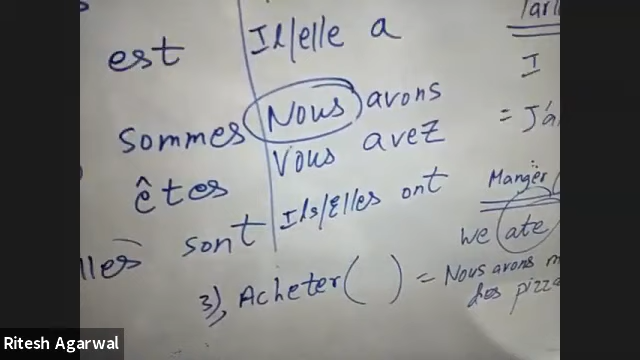 est Il/elle a
I
sommes Nous avons
= J'a
êtes Vous avez
sont Ils/Elles ont
Manger
we ate
3), Acheter ( ) = Nous avons m
des pizza
Ritesh Agarwal